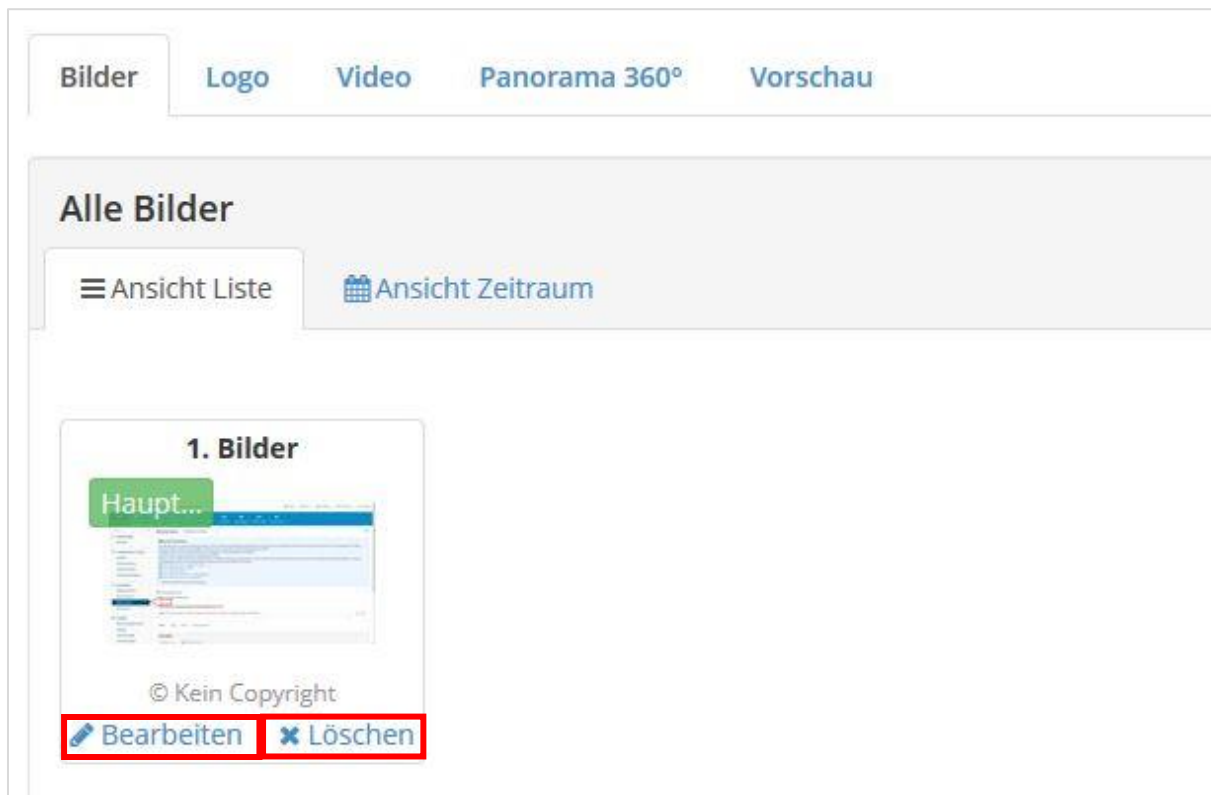 Bilder Logo Video Panorama 360° Vorschau
Alle Bilder
Ansicht Liste Ansicht Zeitraum
1. Bilder
Haupt...
© Kein Copyright
Bearbeiten Löschen